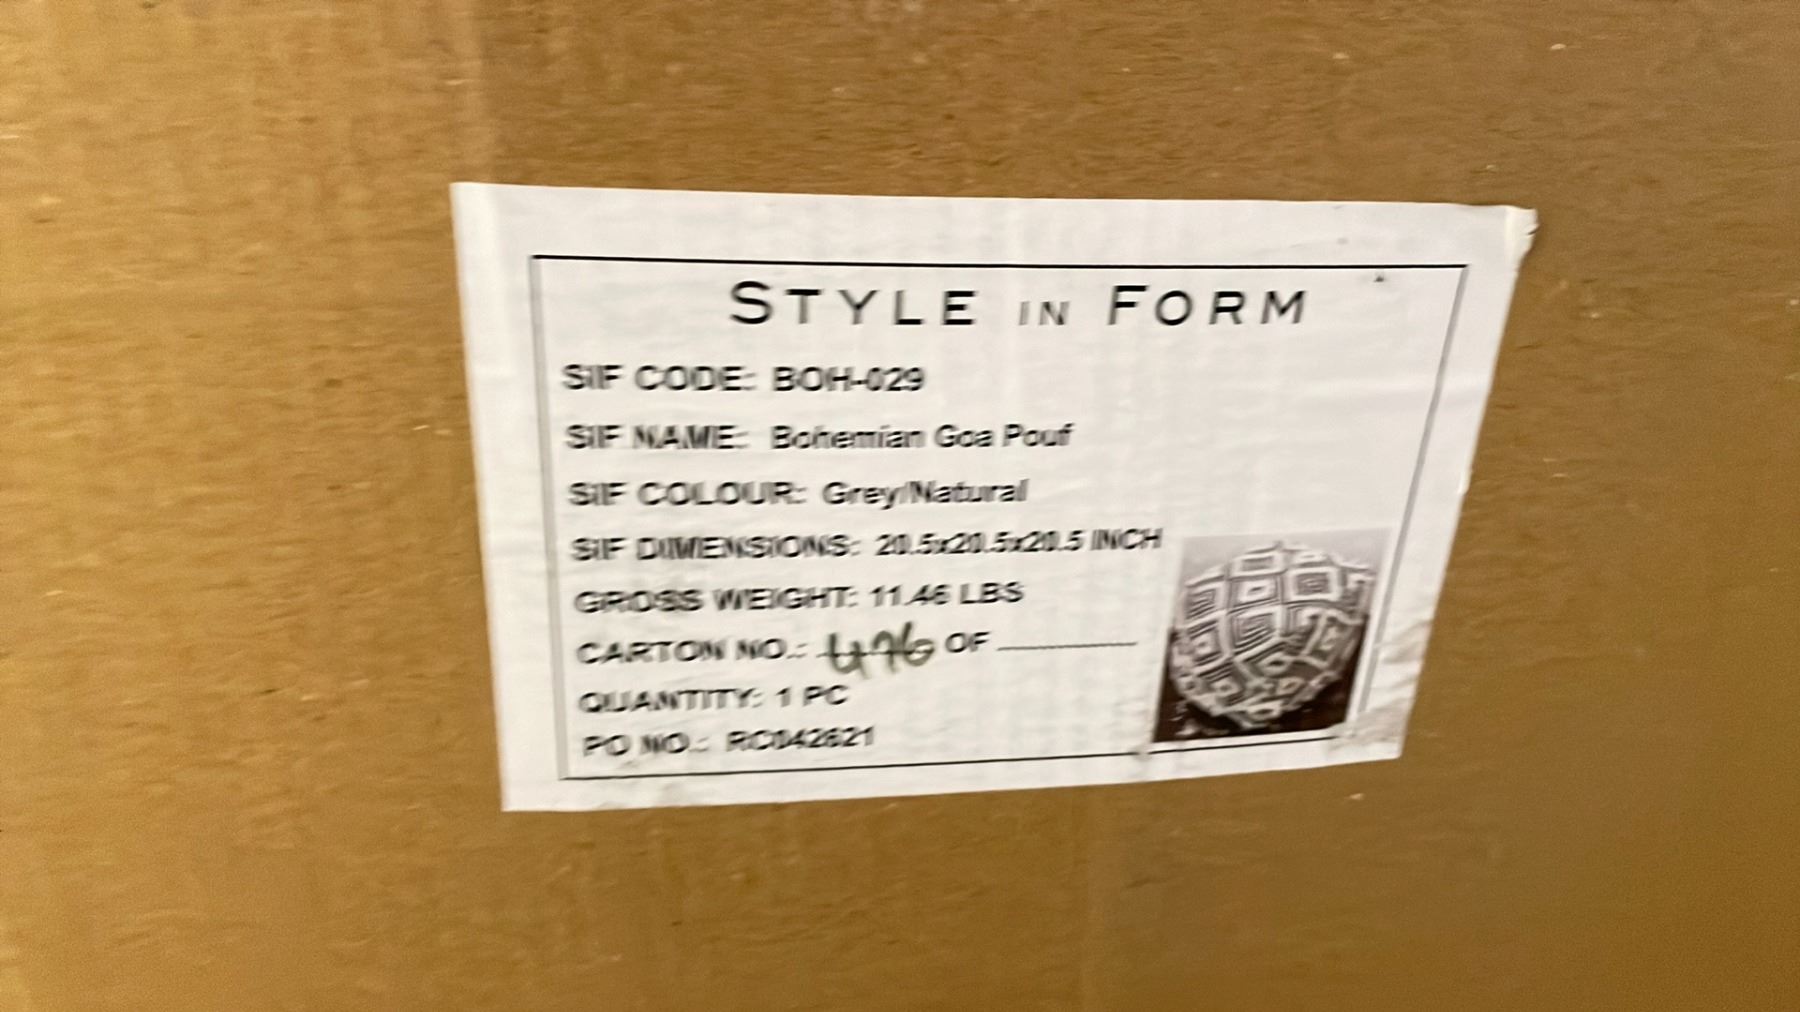 STYLE IN FORM
SIF CODE: BOH-029
SIF NAME: Bohemian Goa Pouf
SIF COLOUR: Grey/Natural
SIF DIMENSIONS: 20.5x20.5x20.5 INCH
GROSS WEIGHT: 11.46 LBS
CARTON NO.: 496 OF
QUANTITY: 1 PC
PO NO.: RC042621